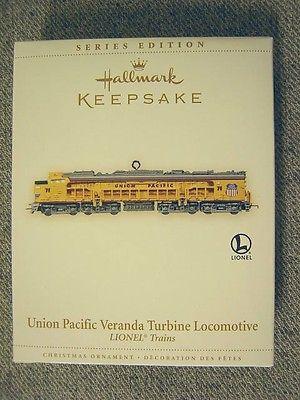 SERIES EDITION
Hallmark
KEEPSAKE
UNION PACIFIC
LIONEL
Union Pacific Veranda Turbine Locomotive
LIONEL® Trains
CHRISTMAS ORNAMENT • DÉCORATION DES FÊTES